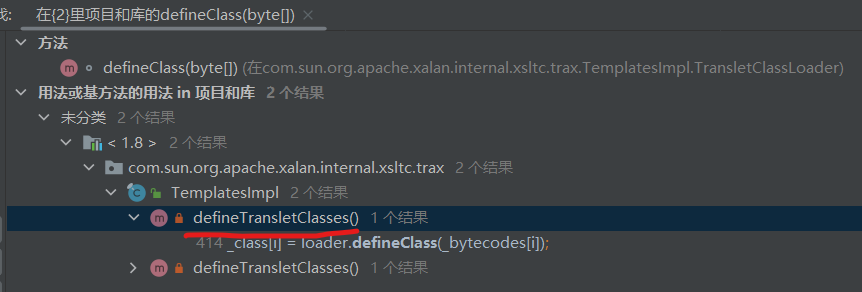 找: 在{2}里项目和库的defineClass(byte[])
方法
defineClass(byte[]) (在com.sun.org.apache.xalan.internal.xsltc.trax.TemplatesImpl.TransletClassLoader)
用法或基方法的用法 in 项目和库 2 个结果
未分类 2 个结果
< 1.8 > 2 个结果
com.sun.org.apache.xalan.internal.xsltc.trax 2 个结果
TemplatesImpl 2 个结果
defineTransletClasses() 1 个结果
414 _class[i] = loader.defineClass(_bytecodes[i]);
defineTransletClasses() 1 个结果